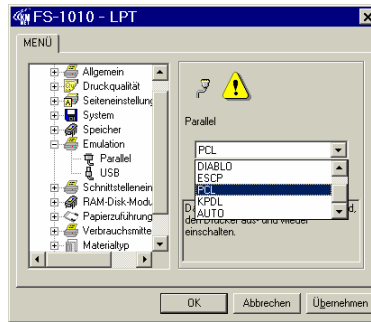 FS-1010 - LPT
MENÜ
Allgemein
Druckqualität
Seiteneinstellung
System
Speicher
Emulation
Parallel
USB
Schnittstellenein
RAM-Disk-Modu
Papierzuführung
Verbrauchsmitte
Materialtyp
Parallel
PCL
DIABLO
ESCP
PCL
KPDL
AUTO
den Drucker aus- und wieder
einschalten.
OK
Abbrechen
Übernehmen